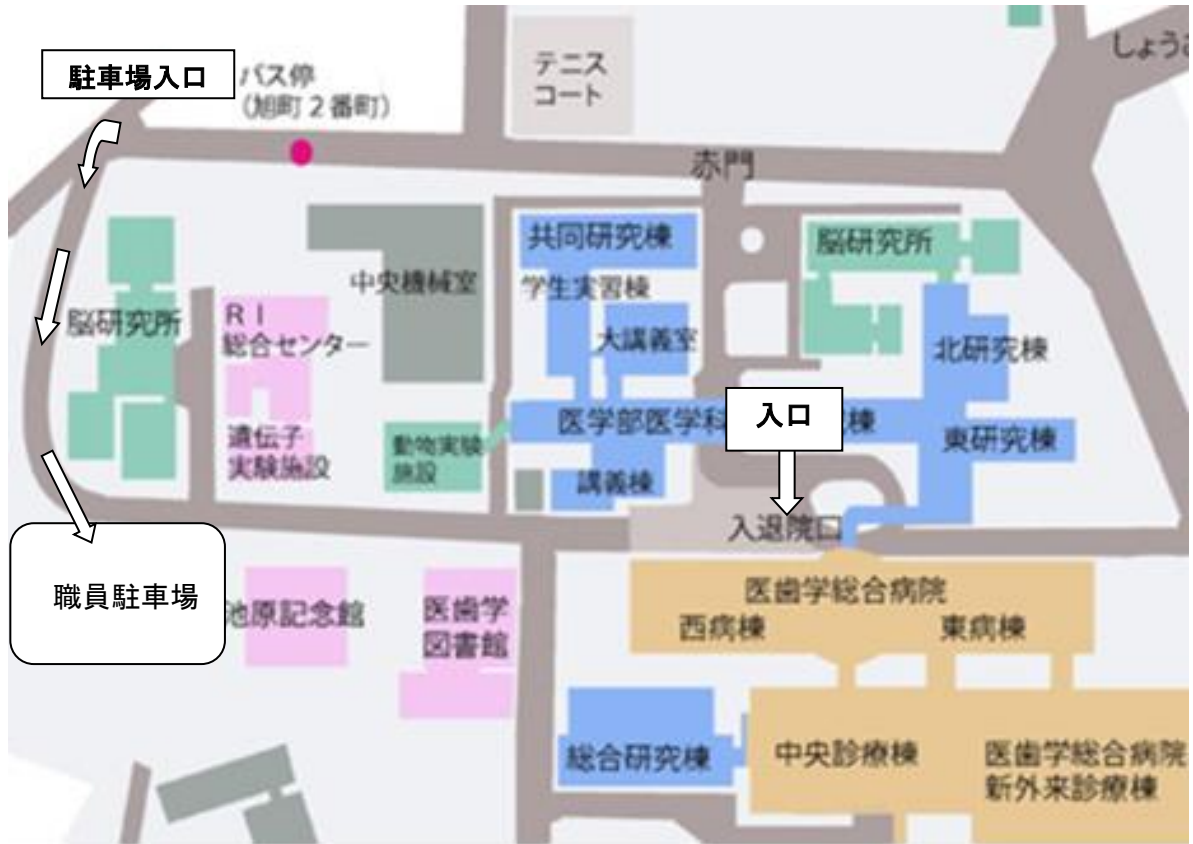 駐車場入口
バス停
(旭町2番町)
テニス
コート
しょうこ
赤門
共同研究棟
脳研究所
中央機械室
学生実習棟
RI
総合センター
脳研究所
大講義室
北研究棟
入口
医学部医学科
究棟
東研究棟
遺伝子
実験施設
動物実験
施設
講義棟
入退院口
職員駐車場
池原記念館
医歯学
図書館
医歯学総合病院
西病棟
東病棟
総合研究棟
中央診療棟
医歯学総合病院
新外来診療棟